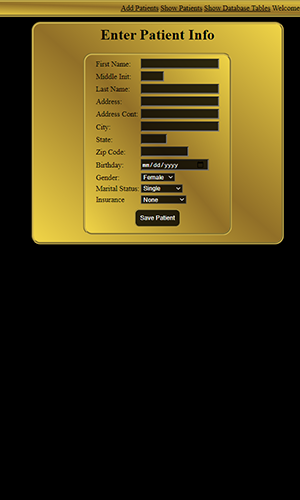 Add Patients Show Patients Show Database Tables Welcome
Enter Patient Info
First Name:
Middle Init:
Last Name:
Address:
Address Cont:
City:
State:
Zip Code:
Birthday: mm/dd/yyyy
Gender: Female
Marital Status: Single
Insurance None
Save Patient